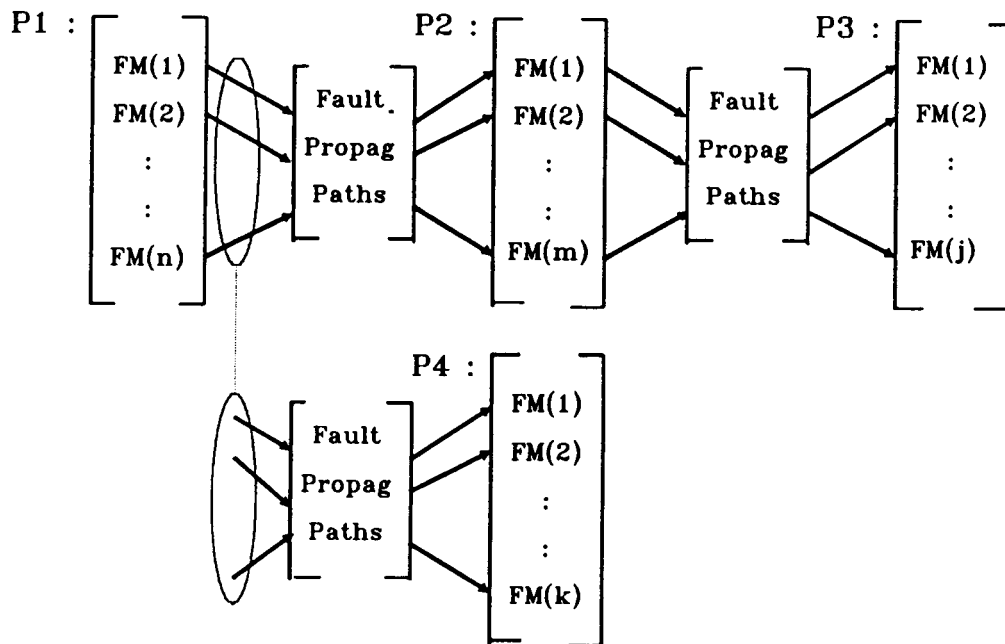 P1 :
FM(1)
FM(2)
:
:
FM(n)
Fault
Propag
Paths
P2 :
FM(1)
FM(2)
:
:
FM(m)
Fault
Propag
Paths
P3 :
FM(1)
FM(2)
:
:
FM(j)
Fault
Propag
Paths
P4 :
FM(1)
FM(2)
:
:
FM(k)